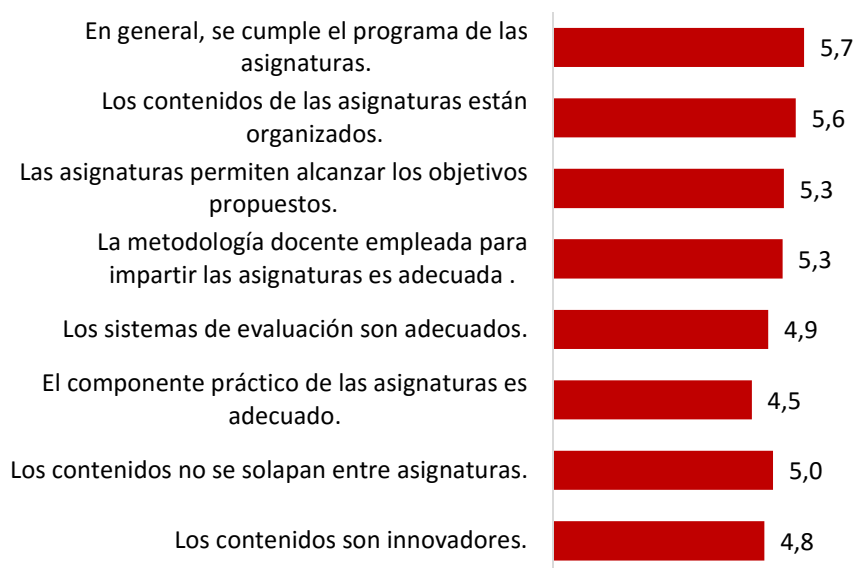 En general, se cumple el programa de las
asignaturas.
5,7
Los contenidos de las asignaturas están
organizados.
5,6
Las asignaturas permiten alcanzar los objetivos
propuestos.
5,3
La metodología docente empleada para
impartir las asignaturas es adecuada .
5,3
Los sistemas de evaluación son adecuados.
4,9
El componente práctico de las asignaturas es
adecuado.
4,5
Los contenidos no se solapan entre asignaturas.
5,0
Los contenidos son innovadores.
4,8